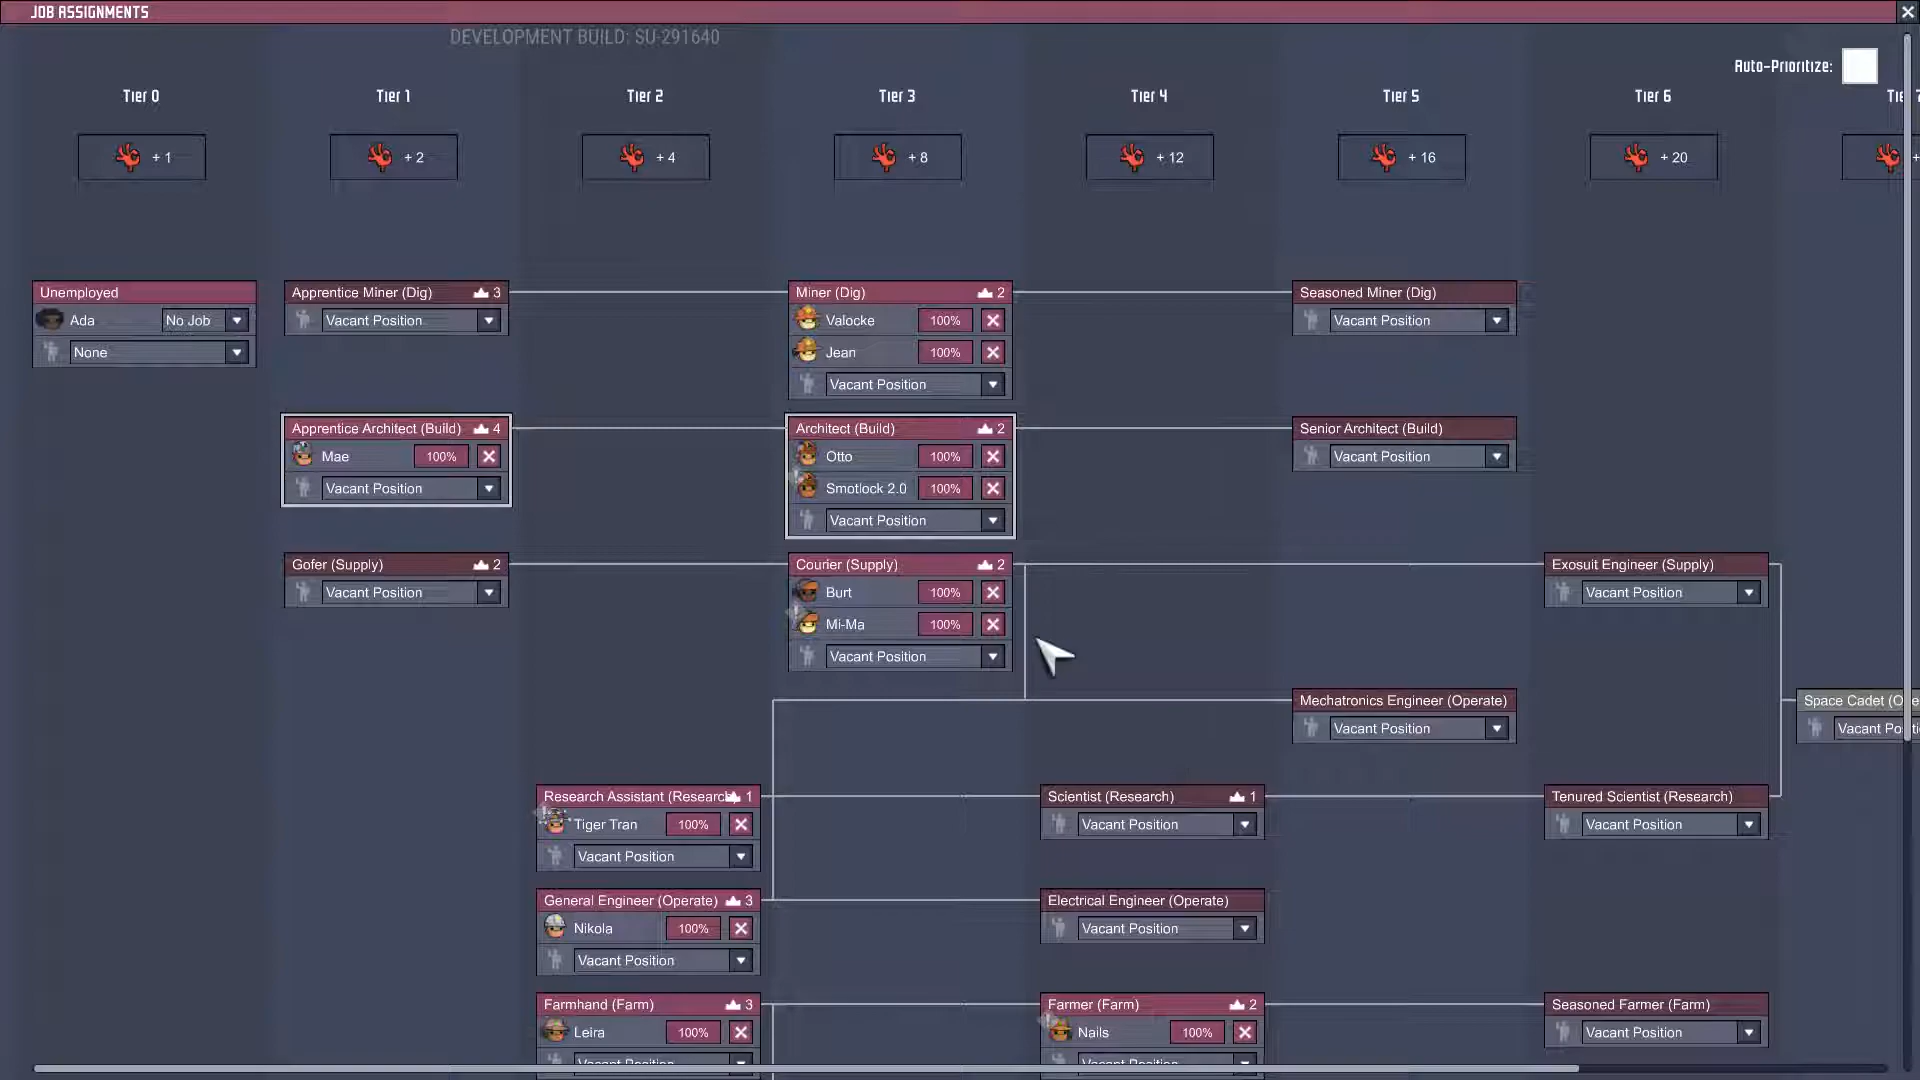 JOB ASSIGNMENTS
DEVELOPMENT BUILD: SU-291640
Auto-Prioritize:
Tier 0
Tier 1
Tier 2
Tier 3
Tier 4
Tier 5
Tier 6
+ 1
+ 2
+ 4
+ 8
+ 12
+ 16
+ 20
+
Unemployed
Ada No Job
None
Apprentice Miner (Dig) 3
Vacant Position
Miner (Dig) 2
Valocke 100%
Jean 100%
Vacant Position
Seasoned Miner (Dig)
Vacant Position
Apprentice Architect (Build) 4
Mae 100%
Vacant Position
Architect (Build) 2
Otto 100%
Smotlock 2.0 100%
Vacant Position
Senior Architect (Build)
Vacant Position
Gofer (Supply) 2
Vacant Position
Courier (Supply) 2
Burt 100%
Mi-Ma 100%
Vacant Position
Exosuit Engineer (Supply)
Vacant Position
Mechatronics Engineer (Operate)
Vacant Position
Space Cadet
Vacant
Research Assistant (Research 1
Tiger Tran 100%
Vacant Position
Scientist (Research) 1
Vacant Position
Tenured Scientist (Research)
Vacant Position
General Engineer (Operate) 3
Nikola 100%
Vacant Position
Electrical Engineer (Operate)
Vacant Position
Farmhand (Farm) 3
Leira 100%
Farmer (Farm) 2
Nails 100%
Seasoned Farmer (Farm)
Vacant Position